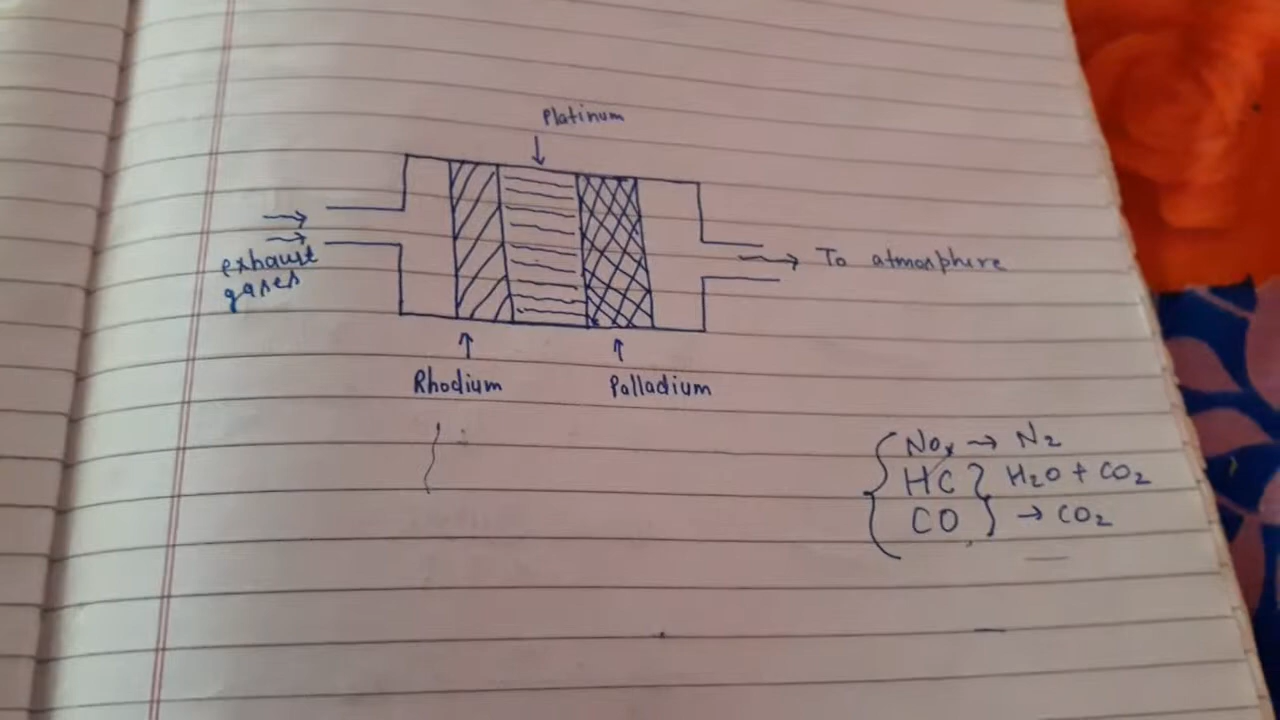 Platinum
exhaust
gases
To atmosphere
Rhodium
Palladium
NOx → N2
HC } H2O + CO2
CO } → CO2